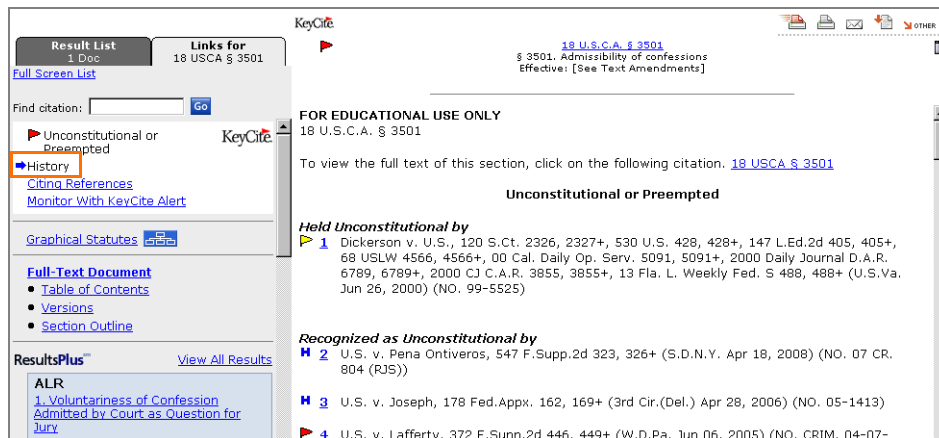 KeyCite
OTHER
Result List
1 Doc
Links for
18 USCA § 3501
Full Screen List
Find citation:
Go
Unconstitutional or
Preempted
KeyCite
History
Citing References
Monitor With KeyCite Alert
Graphical Statutes
Full-Text Document
• Table of Contents
• Versions
• Section Outline
ResultsPlus™
View All Results
ALR
1. Voluntariness of Confession
Admitted by Court as Question for
Jury
18 U.S.C.A. § 3501
§ 3501. Admissibility of confessions
Effective: [See Text Amendments]
FOR EDUCATIONAL USE ONLY
18 U.S.C.A. § 3501
To view the full text of this section, click on the following citation. 18 USCA § 3501
Unconstitutional or Preempted
Held Unconstitutional by
1 Dickerson v. U.S., 120 S.Ct. 2326, 2327+, 530 U.S. 428, 428+, 147 L.Ed.2d 405, 405+,
68 USLW 4566, 4566+, 00 Cal. Daily Op. Serv. 5091, 5091+, 2000 Daily Journal D.A.R.
6789, 6789+, 2000 CJ C.A.R. 3855, 3855+, 13 Fla. L. Weekly Fed. S 488, 488+ (U.S.Va.
Jun 26, 2000) (NO. 99-5525)
Recognized as Unconstitutional by
H 2 U.S. v. Pena Ontiveros, 547 F.Supp.2d 323, 326+ (S.D.N.Y. Apr 18, 2008) (NO. 07 CR.
804 (RJS))
H 3 U.S. v. Joseph, 178 Fed.Appx. 162, 169+ (3rd Cir.(Del.) Apr 28, 2006) (NO. 05-1413)
4 U.S. v. Lafferty, 372 F.Supp.2d 446, 449+ (W.D.Pa. Jun 06, 2005) (NO. CRIM. 04-07-